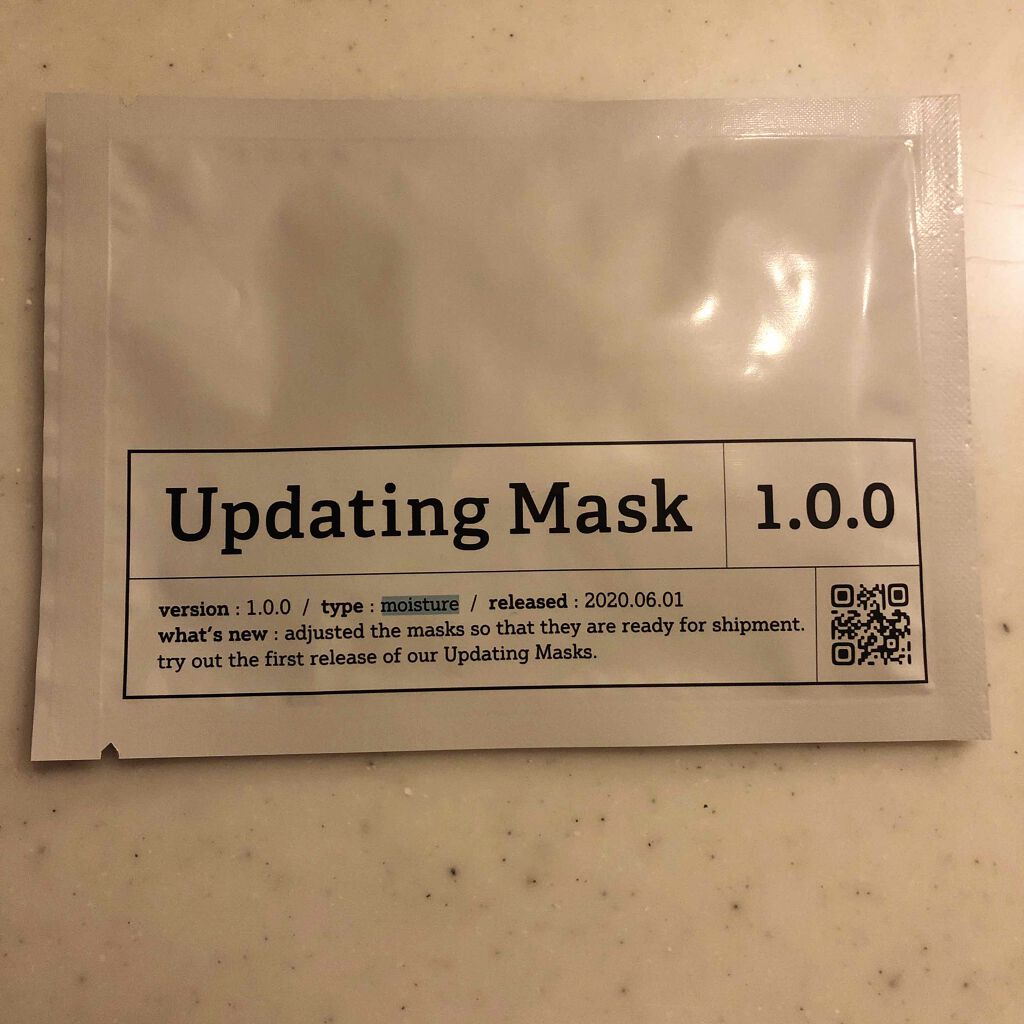 Updating Mask 1.0.0
version : 1.0.0 / type : moisture / released : 2020.06.01
what's new : adjusted the masks so that they are ready for shipment.
try out the first release of our Updating Masks.